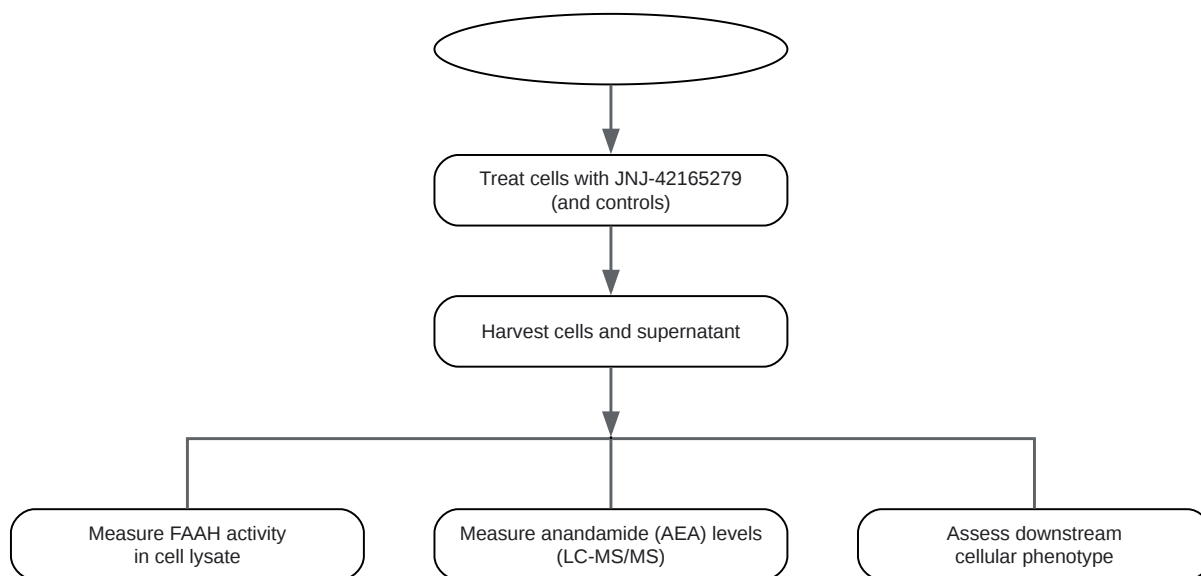 Treat cells with JNJ-42165279
(and controls)
Harvest cells and supernatant
Measure FAAH activity
in cell lysate
Measure anandamide (AEA) levels
(LC-MS/MS)
Assess downstream
cellular phenotype